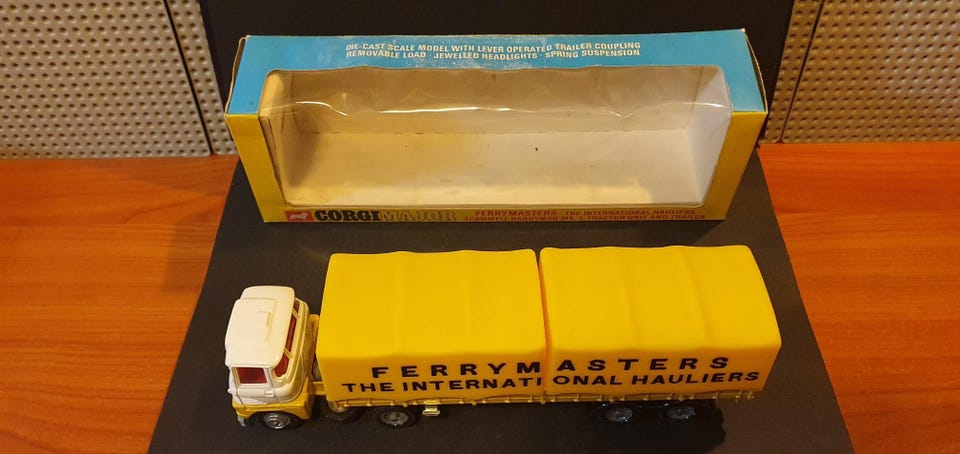 DIE-CAST SCALE MODEL WITH LEVER OPERATED TRAILER COUPLING
REMOVABLE LOAD · JEWELLED HEADLIGHTS · SPRING SUSPENSION
CORGI MAJOR
FERRYMASTERS - THE INTERNATIONAL HAULIERS
SCAMMELL HANDYMAN MK. 3 TRACTOR UNIT AND TRAILER
FERRYMASTERS
THE INTERNATIONAL HAULIERS